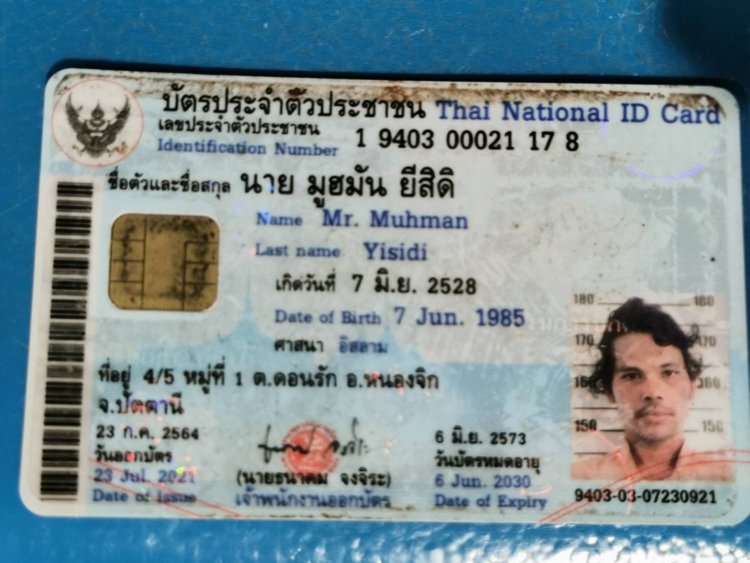 บัตรประจำตัวประชาชน Thai National ID Card
เลขประจำตัวประชาชน
Identification Number 1 9403 00021 17 8
ชื่อตัวและชื่อสกุล นาย มูฮมัน ยีสิดิ
Name Mr. Muhman
Last name Yisidi
เกิดวันที่ 7 มิ.ย. 2528
Date of Birth 7 Jun. 1985
ศาสนา อิสลาม
ที่อยู่ 4/5 หมู่ที่ 1 ต.ดอนรัก อ.หนองจิก
จ.ปัตตานี
23 ก.ค. 2564
วันออกบัตร
23 Jul. 2021
Date of Issue
(นายธนาคม จงจิระ)
เจ้าพนักงานออกบัตร
6 มิ.ย. 2573
วันบัตรหมดอายุ
6 Jun. 2030
Date of Expiry
180 180
170 170
160 160
150 150
9403-03-07230921